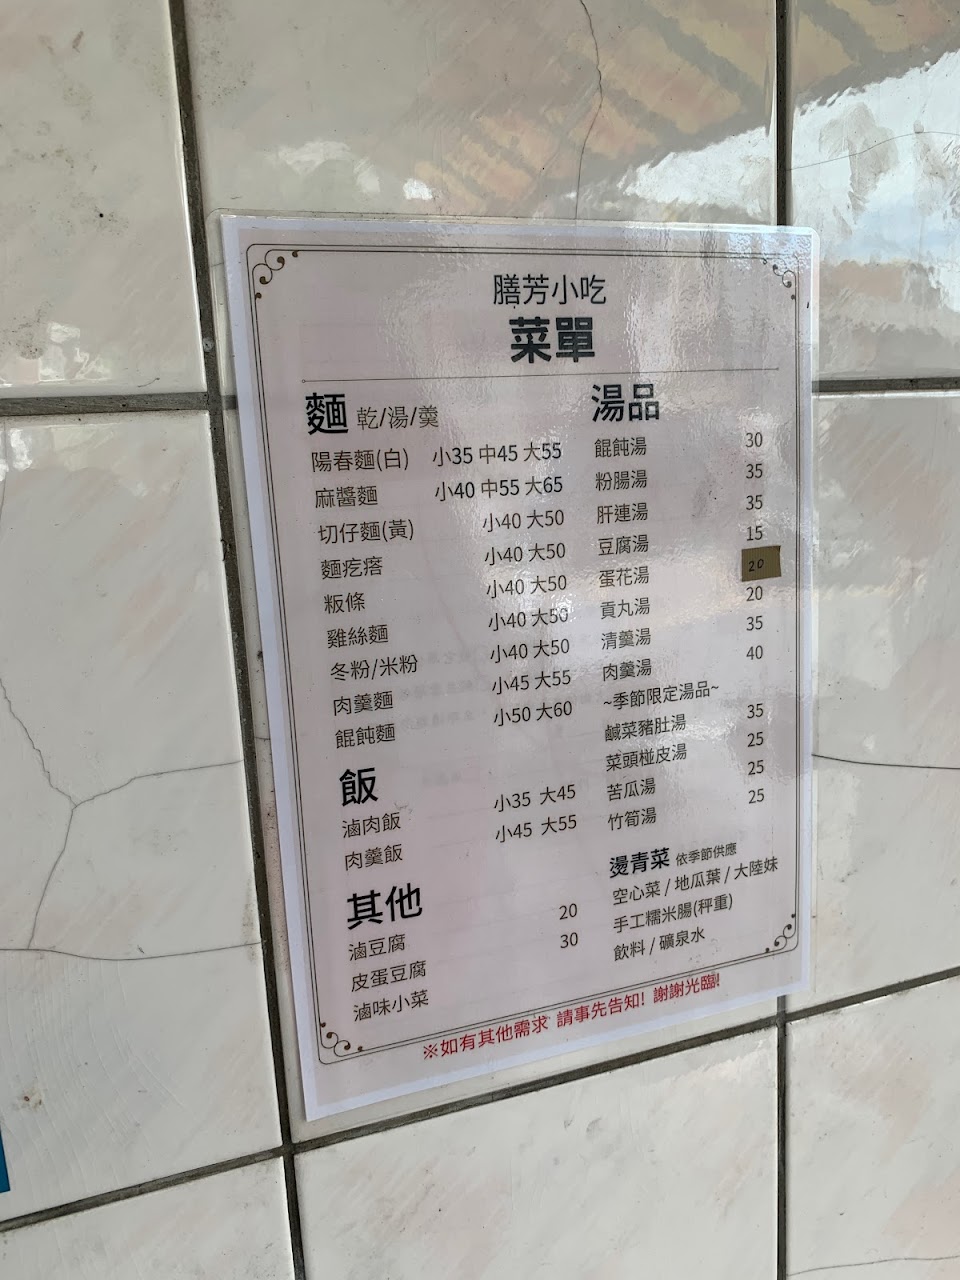 膳芳小吃
菜單
麵 乾/湯/羹
陽春麵(白) 小35 中45 大55
麻醬麵 小40 中55 大65
切仔麵(黃) 小40 大50
麵疙瘩 小40 大50
粄條 小40 大50
雞絲麵 小40 大50
冬粉/米粉 小40 大50
肉羹麵 小45 大55
餛飩麵 小50 大60
飯
滷肉飯 小35 大45
肉羹飯 小45 大55
其他
滷豆腐 20
皮蛋豆腐 30
滷味小菜
湯品
餛飩湯 30
粉腸湯 35
肝連湯 35
豆腐湯 15
蛋花湯 20
貢丸湯 20
清羹湯 35
肉羹湯 40
~季節限定湯品~
鹹菜豬肚湯 35
菜頭椪皮湯 25
苦瓜湯 25
竹筍湯 25
燙青菜 依季節供應
空心菜 / 地瓜葉 / 大陸妹
手工糯米腸(秤重)
飲料 / 礦泉水
※如有其他需求 請事先告知! 謝謝光臨!